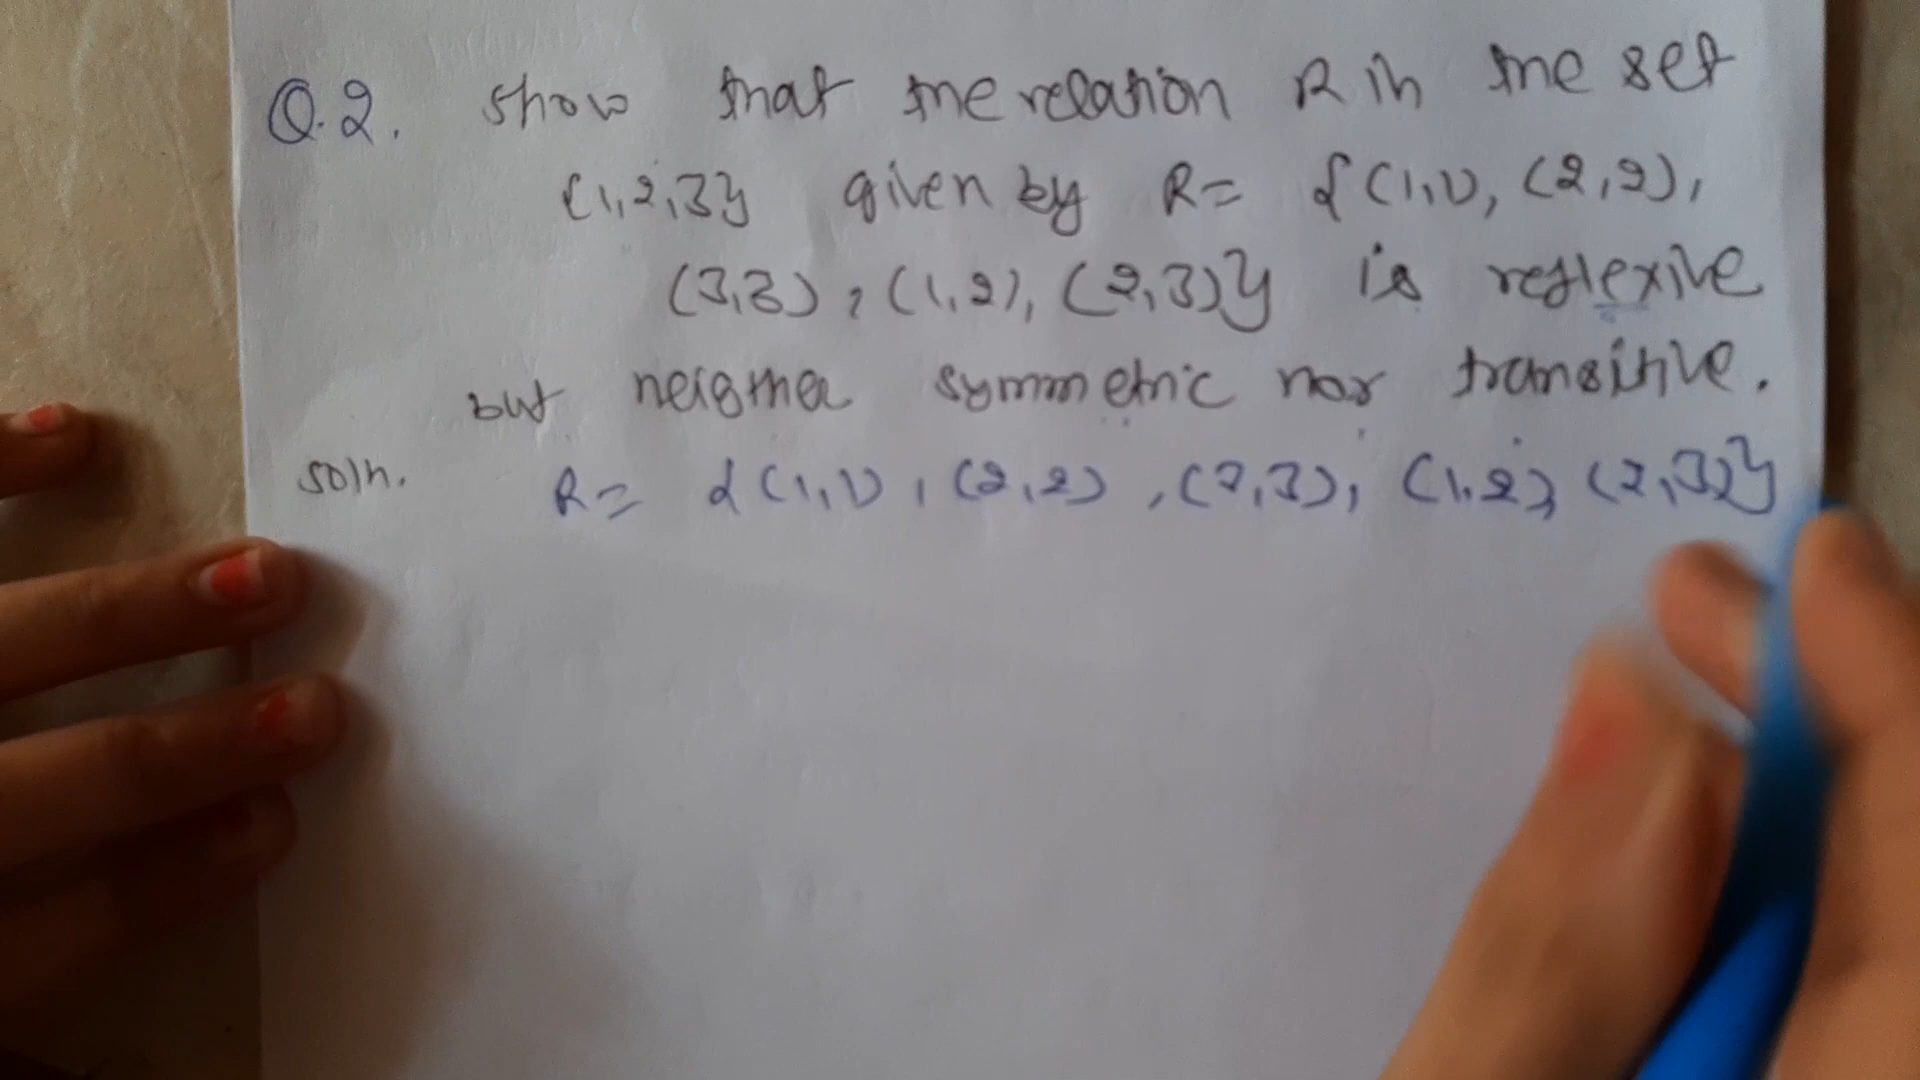 Q.2. Show that the relation R in the set
{1,2,3} given by R= {(1,1), (2,2),
(3,3), (1,2), (2,3)} is reflexive
but neither symmetric nor transitive.
soln. R= {(1,1), (2,2), (3,3), (1,2), (2,3)}